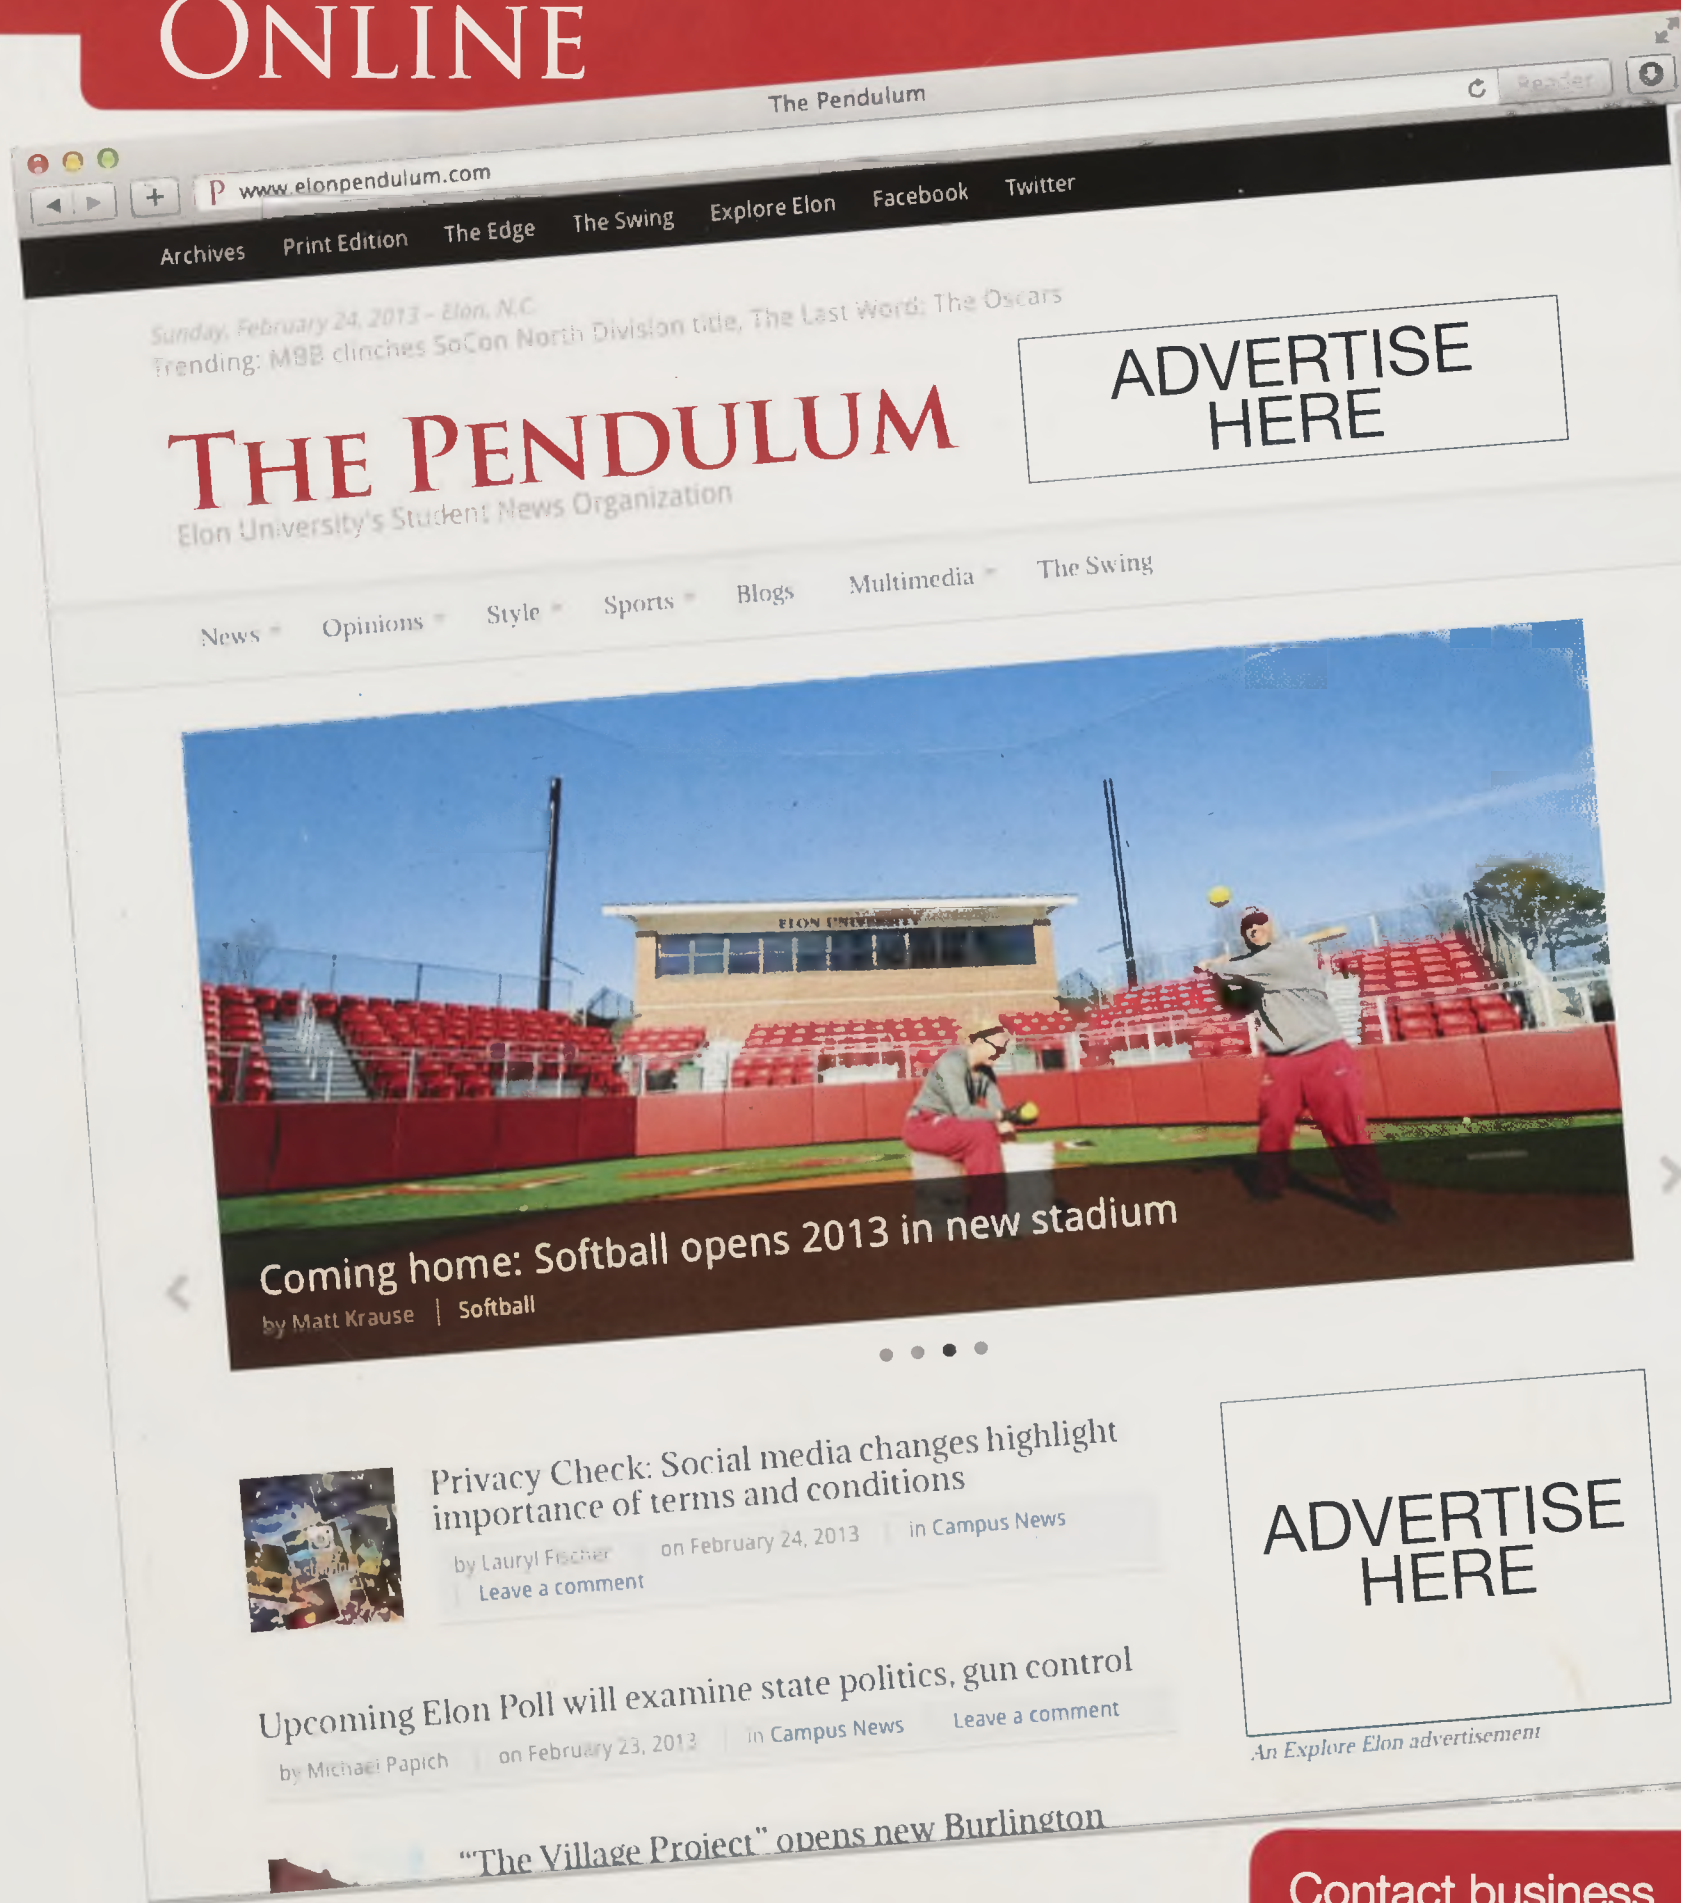 ONLINE
The Pendulum
Reader
P www.elonpendulum.com
Archives Print Edition The Edge The Swing Explore Elon Facebook Twitter
Sunday, February 24, 2013 – Elon, N.C.
Trending: MBB clinches SoCon North Division title, The Last Word: The Oscars
THE PENDULUM
Elon University's Student News Organization
ADVERTISE
HERE
News Opinions Style Sports Blogs Multimedia The Swing
ELON UNIVERSITY
Coming home: Softball opens 2013 in new stadium
by Matt Krause | Softball
Privacy Check: Social media changes highlight
importance of terms and conditions
by Lauryl Fischer on February 24, 2013 in Campus News
Leave a comment
Upcoming Elon Poll will examine state politics, gun control
by Michael Papich on February 23, 2013 in Campus News Leave a comment
"The Village Project" opens new Burlington
ADVERTISE
HERE
An Explore Elon advertisement
Contact business